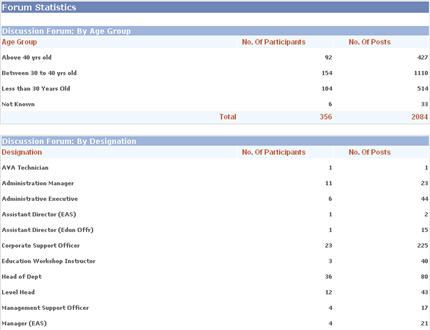 Forum Statistics
Discussion Forum: By Age Group
Age Group No. Of Participants No. Of Posts
Above 40 yrs old 92 427
Between 30 to 40 yrs old 154 1110
Less than 30 Years Old 104 514
Not Known 6 33
Total 356 2084
Discussion Forum: By Designation
Designation No. Of Participants No. Of Posts
AVA Technician 1 1
Administration Manager 11 23
Administrative Executive 6 44
Assistant Director (EAS) 1 2
Assistant Director (Edun Offr) 1 15
Corporate Support Officer 23 225
Education Workshop Instructor 3 40
Head of Dept 36 80
Level Head 12 43
Management Support Officer 4 17
Manager (EAS) 4 21